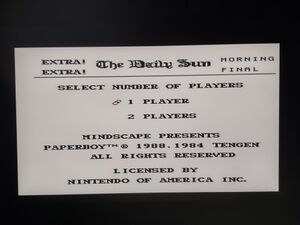 EXTRA! The Daily Sun MORNING
EXTRA! FINAL
SELECT NUMBER OF PLAYERS
1 PLAYER
2 PLAYERS
MINDSCAPE PRESENTS
PAPERBOY™ © 1988,1984 TENGEN
ALL RIGHTS RESERVED
LICENSED BY
NINTENDO OF AMERICA INC.